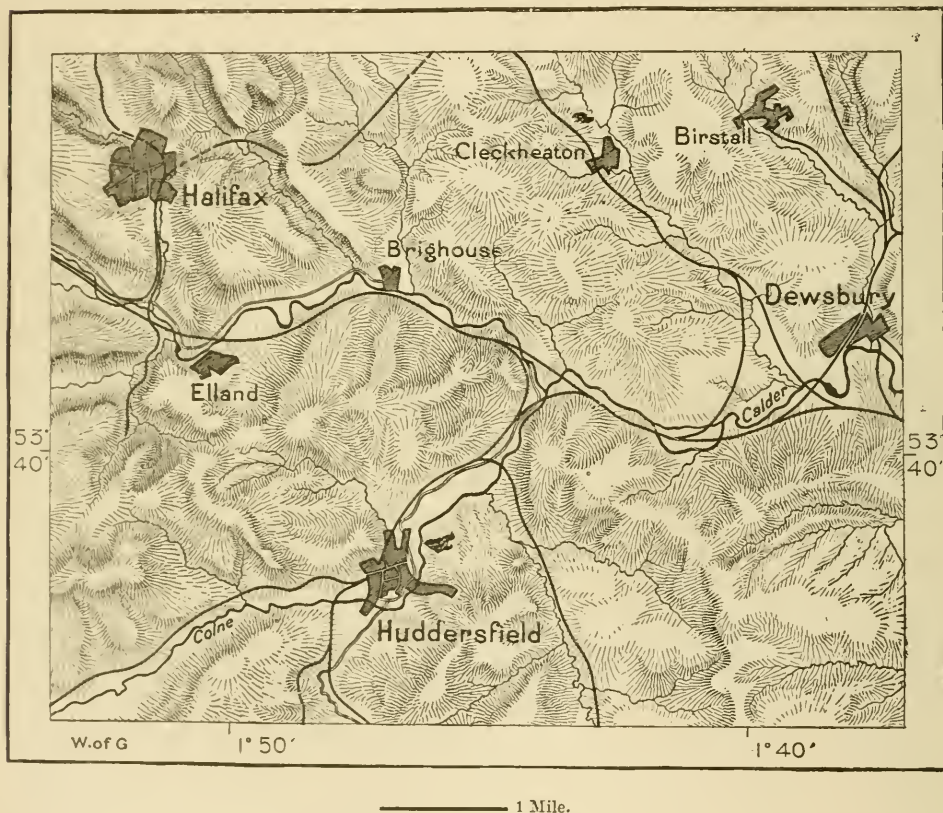 Birstall
Cleckheaton
Halifax
Brighouse
Dewsbury
Elland
Calder
53°
40'
53°
40'
Huddersfield
Colne
W. of G
1°50'
1°40'
1 Mile.